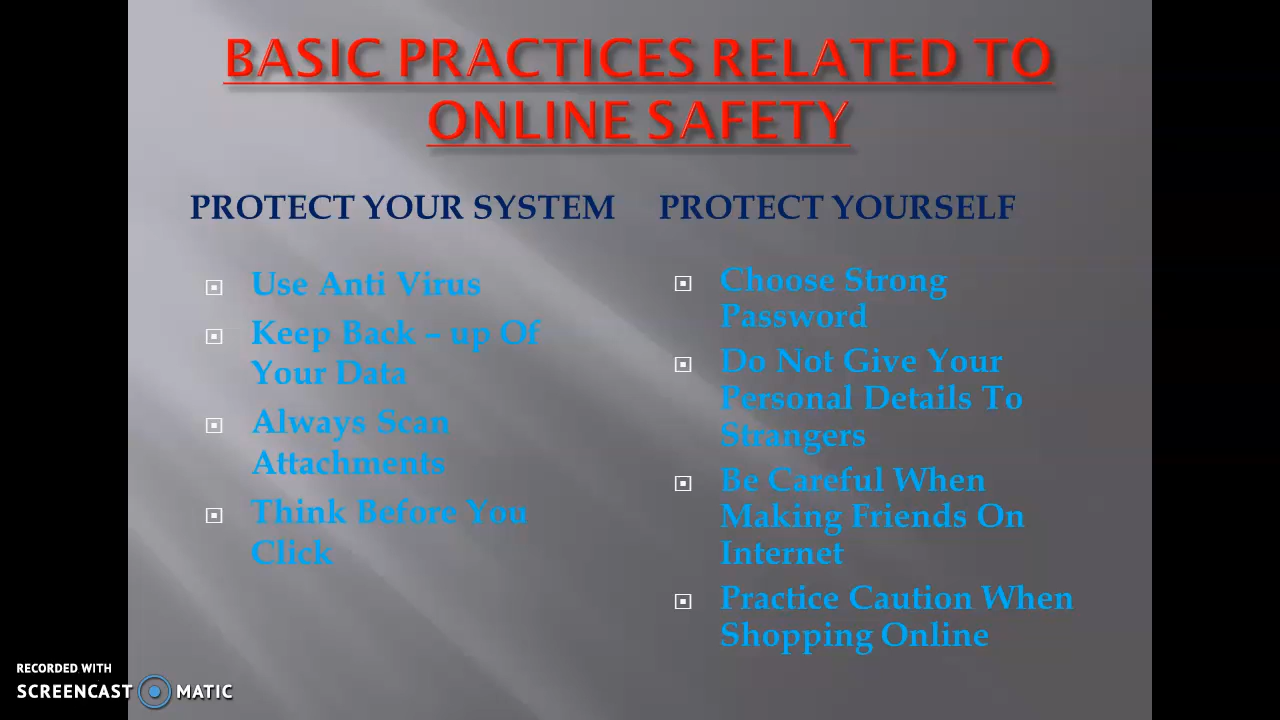 BASIC PRACTICES RELATED TO
ONLINE SAFETY
PROTECT YOUR SYSTEM
Use Anti Virus
Keep Back – up Of
Your Data
Always Scan
Attachments
Think Before You
Click
PROTECT YOURSELF
Choose Strong
Password
Do Not Give Your
Personal Details To
Strangers
Be Careful When
Making Friends On
Internet
Practice Caution When
Shopping Online
RECORDED WITH
SCREENCAST MATIC